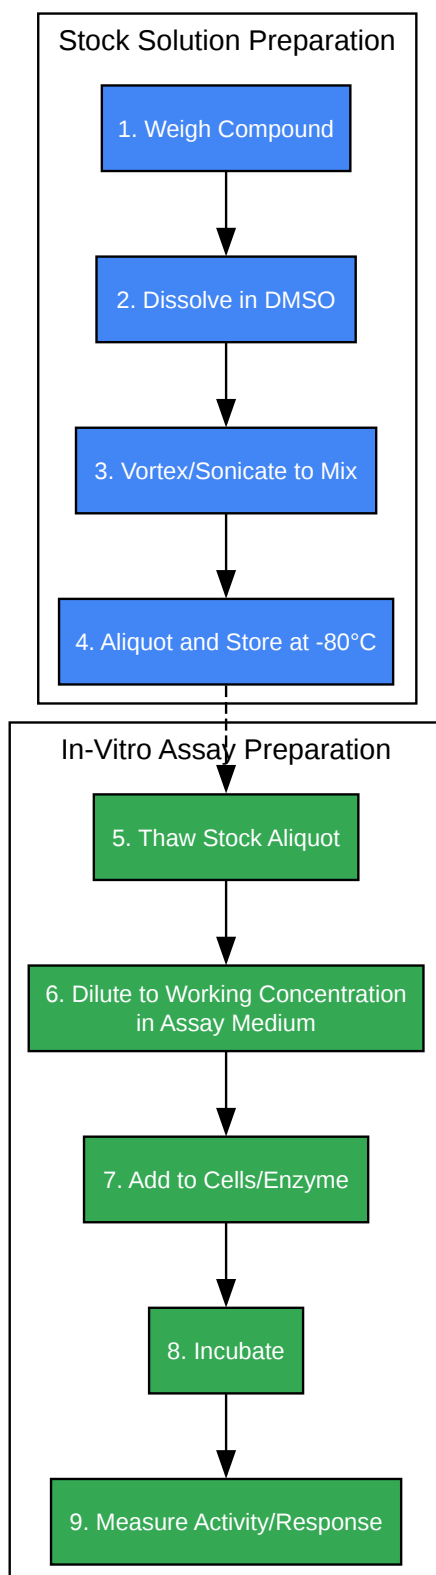 Stock Solution Preparation
1. Weigh Compound
2. Dissolve in DMSO
3. Vortex/Sonicate to Mix
4. Aliquot and Store at -80°C
In-Vitro Assay Preparation
5. Thaw Stock Aliquot
6. Dilute to Working Concentration
in Assay Medium
7. Add to Cells/Enzyme
8. Incubate
9. Measure Activity/Response